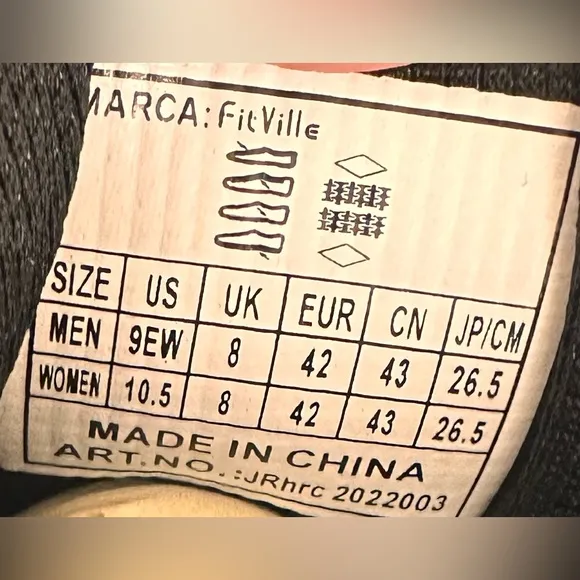 MARCA: FitVille
SIZE US UK EUR CN JP/CM
MEN 9EW 8 42 43 26.5
WOMEN 10.5 8 42 43 26.5
MADE IN CHINA
ART.NO.:JRhrc 2022003